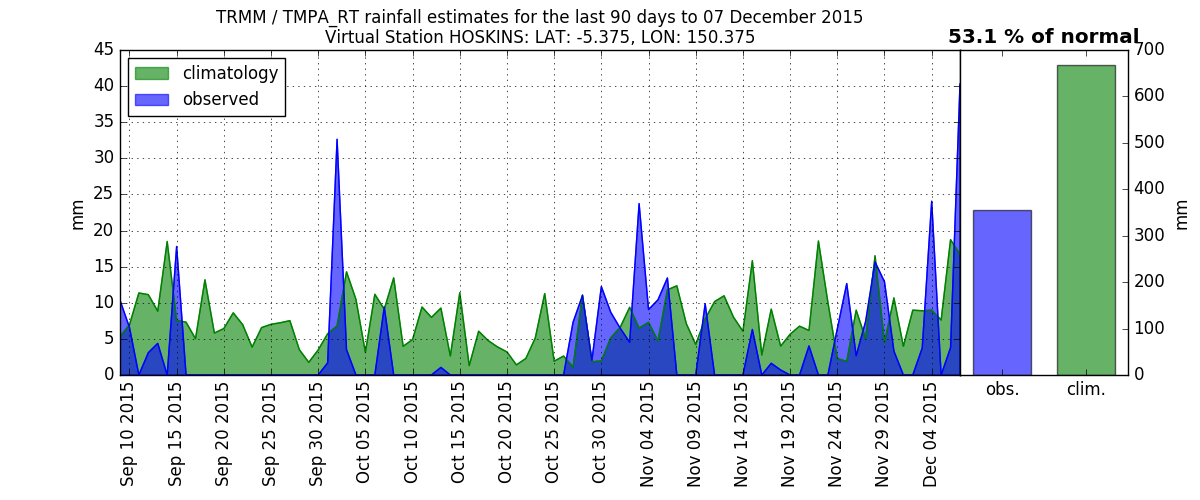 TRMM / TMPA_RT rainfall estimates for the last 90 days to 07 December 2015
Virtual Station HOSKINS: LAT: -5.375, LON: 150.375
53.1 % of normal
climatology
observed
mm
45
40
35
30
25
20
15
10
5
0
Sep 10 2015
Sep 15 2015
Sep 20 2015
Sep 25 2015
Sep 30 2015
Oct 05 2015
Oct 10 2015
Oct 15 2015
Oct 20 2015
Oct 25 2015
Oct 30 2015
Nov 04 2015
Nov 09 2015
Nov 14 2015
Nov 19 2015
Nov 24 2015
Nov 29 2015
Dec 04 2015
obs.
clim.
700
600
500
400
300
200
100
0
mm